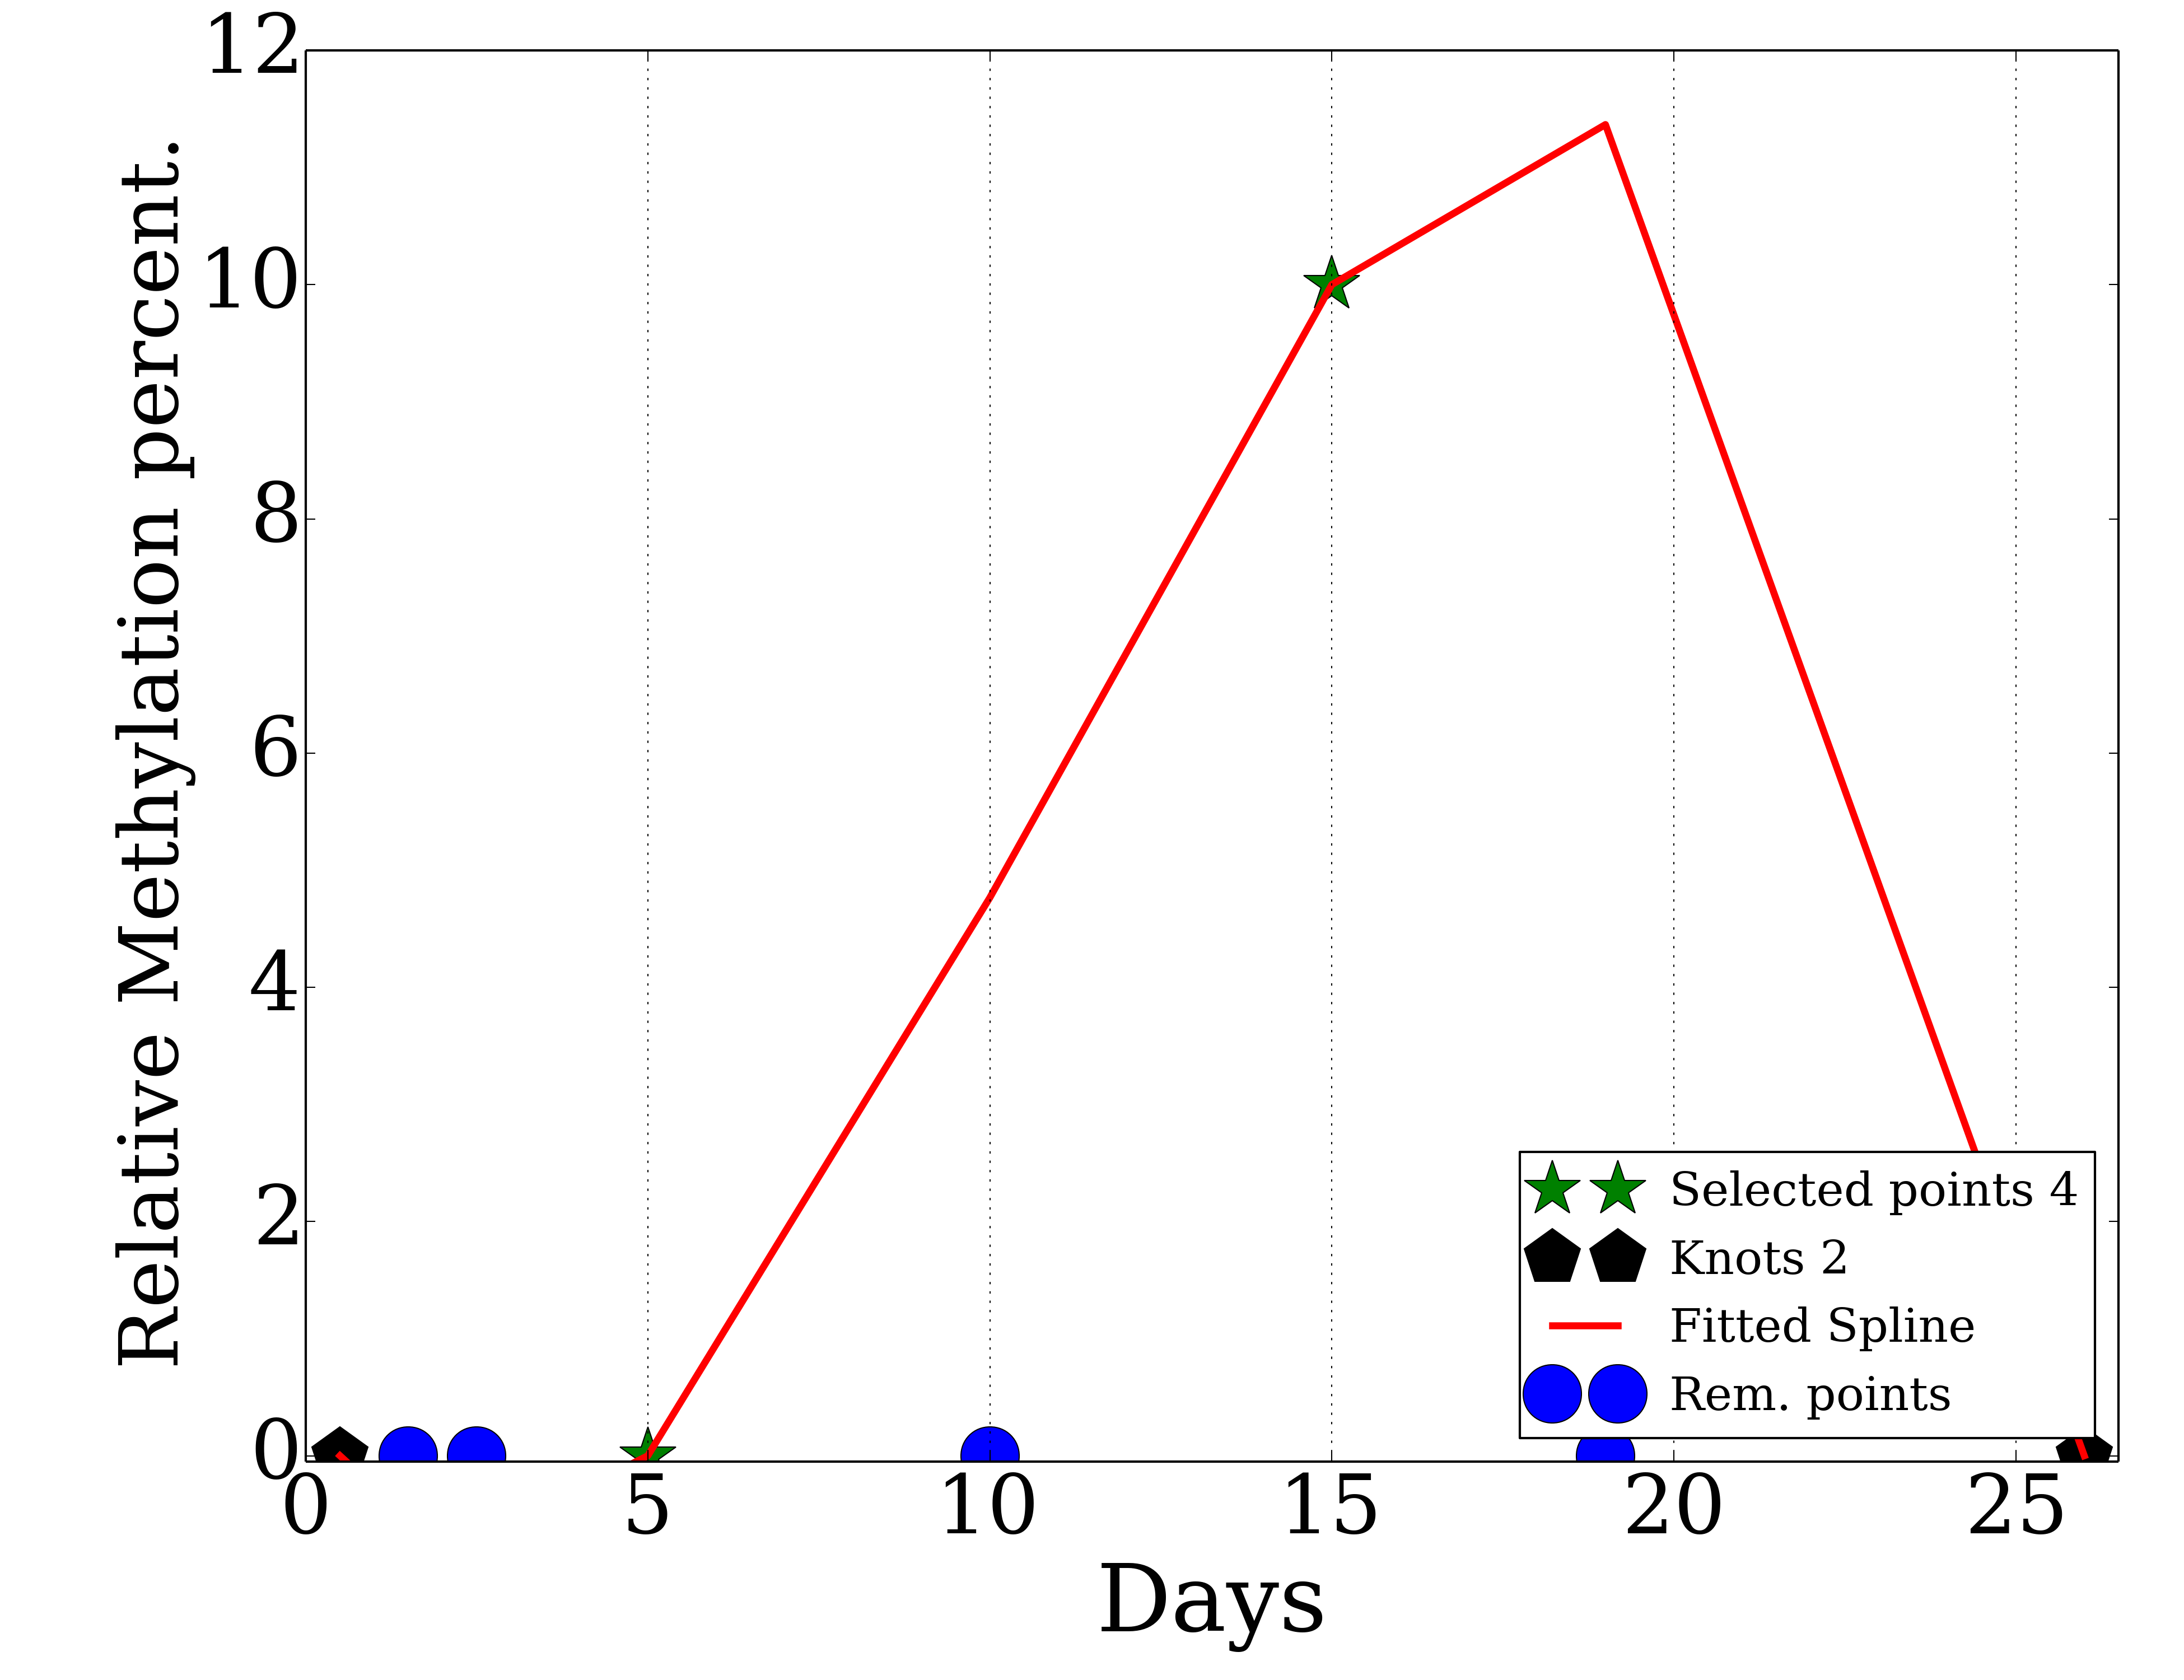 Relative Methylation percent.
12
10
8
6
4
2
0
0 5 10 15 20 25
Days
Selected points 4
Knots 2
Fitted Spline
Rem. points